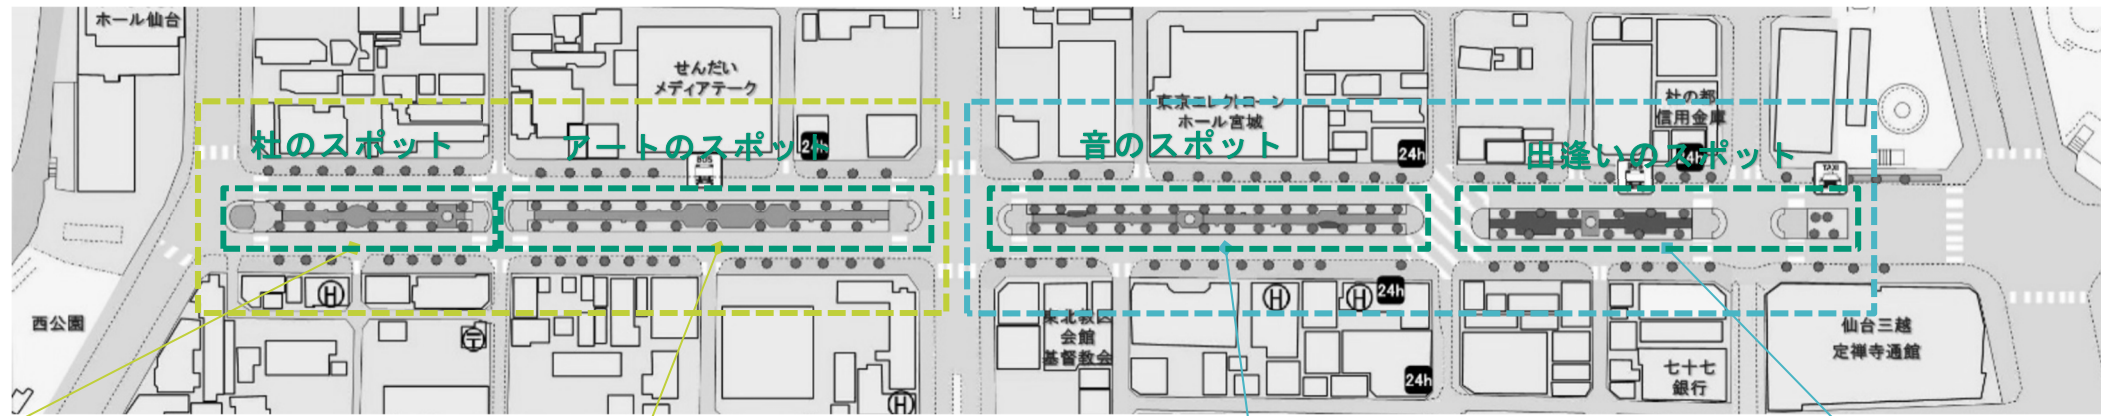 ホール仙台
せんだい
メディアテーク
東京エレクトロン
ホール宮城
杜の都
信用金庫
杜のスポット
アートのスポット
音のスポット
出逢いのスポット
24h
24h
24h
BUS
TAXI
西公園
H
H
H
24h
東北教区
会館
基督教会
仙台三越
定禅寺通館
七十七
銀行
24h
H